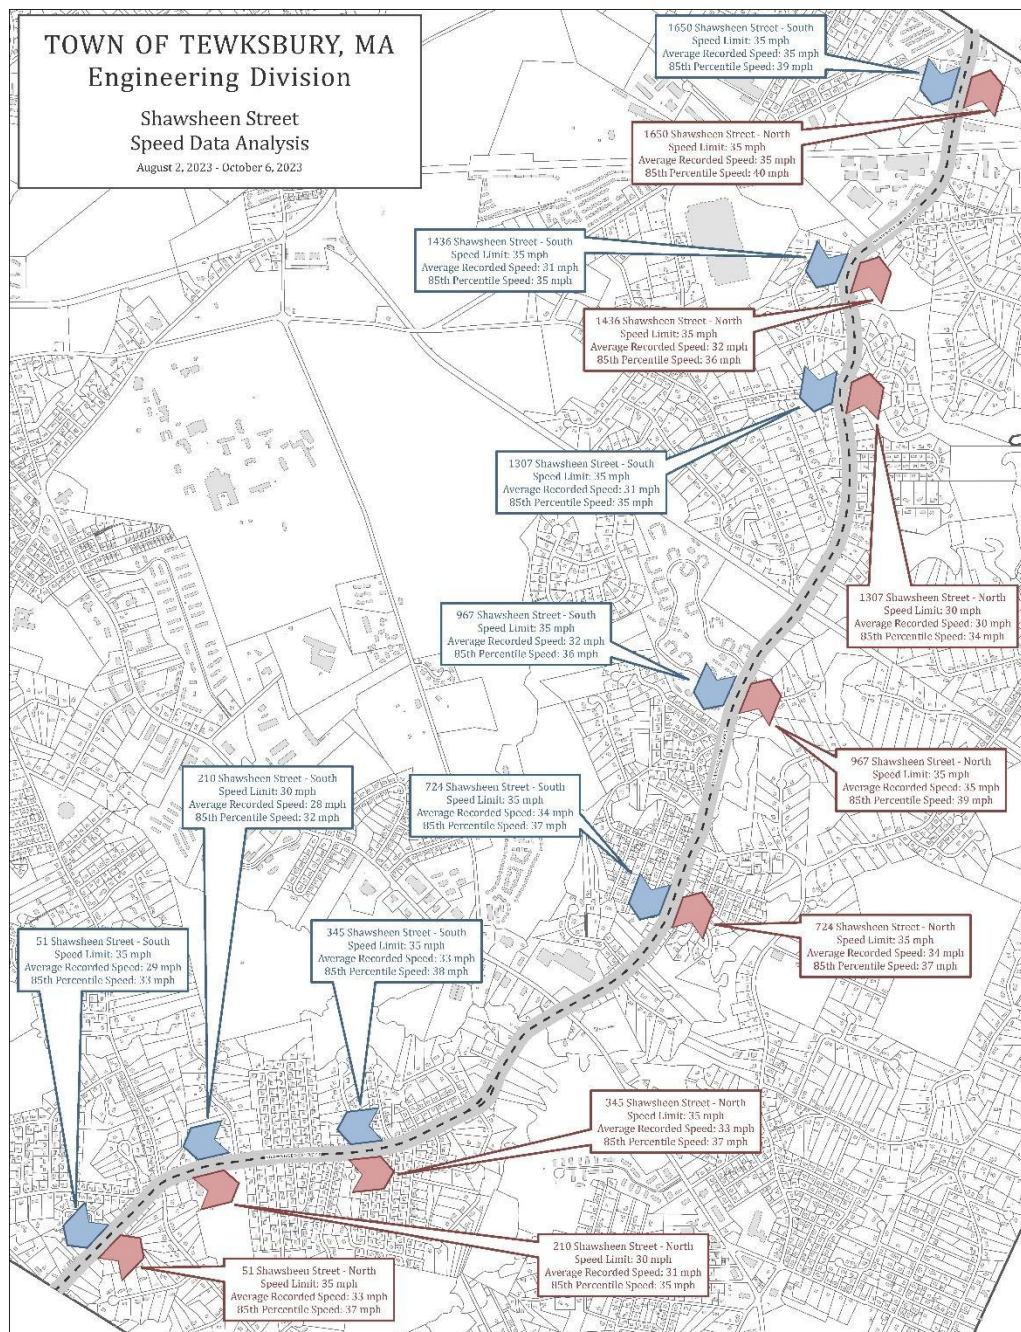 TOWN OF TEWKSBURY, MA
Engineering Division
Shawsheen Street
Speed Data Analysis
August 2, 2023 - October 6, 2023
1650 Shawsheen Street - South
Speed Limit: 35 mph
Average Recorded Speed: 35 mph
85th Percentile Speed: 39 mph
1650 Shawsheen Street - North
Speed Limit: 35 mph
Average Recorded Speed: 35 mph
85th Percentile Speed: 40 mph
1436 Shawsheen Street - South
Speed Limit: 35 mph
Average Recorded Speed: 31 mph
85th Percentile Speed: 35 mph
1436 Shawsheen Street - North
Speed Limit: 35 mph
Average Recorded Speed: 32 mph
85th Percentile Speed: 36 mph
1307 Shawsheen Street - South
Speed Limit: 35 mph
Average Recorded Speed: 31 mph
85th Percentile Speed: 35 mph
1307 Shawsheen Street - North
Speed Limit: 30 mph
Average Recorded Speed: 30 mph
85th Percentile Speed: 34 mph
967 Shawsheen Street - South
Speed Limit: 35 mph
Average Recorded Speed: 32 mph
85th Percentile Speed: 36 mph
967 Shawsheen Street - North
Speed Limit: 35 mph
Average Recorded Speed: 35 mph
85th Percentile Speed: 39 mph
210 Shawsheen Street - South
Speed Limit: 30 mph
Average Recorded Speed: 28 mph
85th Percentile Speed: 32 mph
724 Shawsheen Street - South
Speed Limit: 35 mph
Average Recorded Speed: 34 mph
85th Percentile Speed: 37 mph
724 Shawsheen Street - North
Speed Limit: 35 mph
Average Recorded Speed: 34 mph
85th Percentile Speed: 37 mph
51 Shawsheen Street - South
Speed Limit: 35 mph
Average Recorded Speed: 29 mph
85th Percentile Speed: 33 mph
345 Shawsheen Street - South
Speed Limit: 35 mph
Average Recorded Speed: 33 mph
85th Percentile Speed: 38 mph
345 Shawsheen Street - North
Speed Limit: 35 mph
Average Recorded Speed: 33 mph
85th Percentile Speed: 37 mph
210 Shawsheen Street - North
Speed Limit: 30 mph
Average Recorded Speed: 31 mph
85th Percentile Speed: 35 mph
51 Shawsheen Street - North
Speed Limit: 35 mph
Average Recorded Speed: 33 mph
85th Percentile Speed: 37 mph